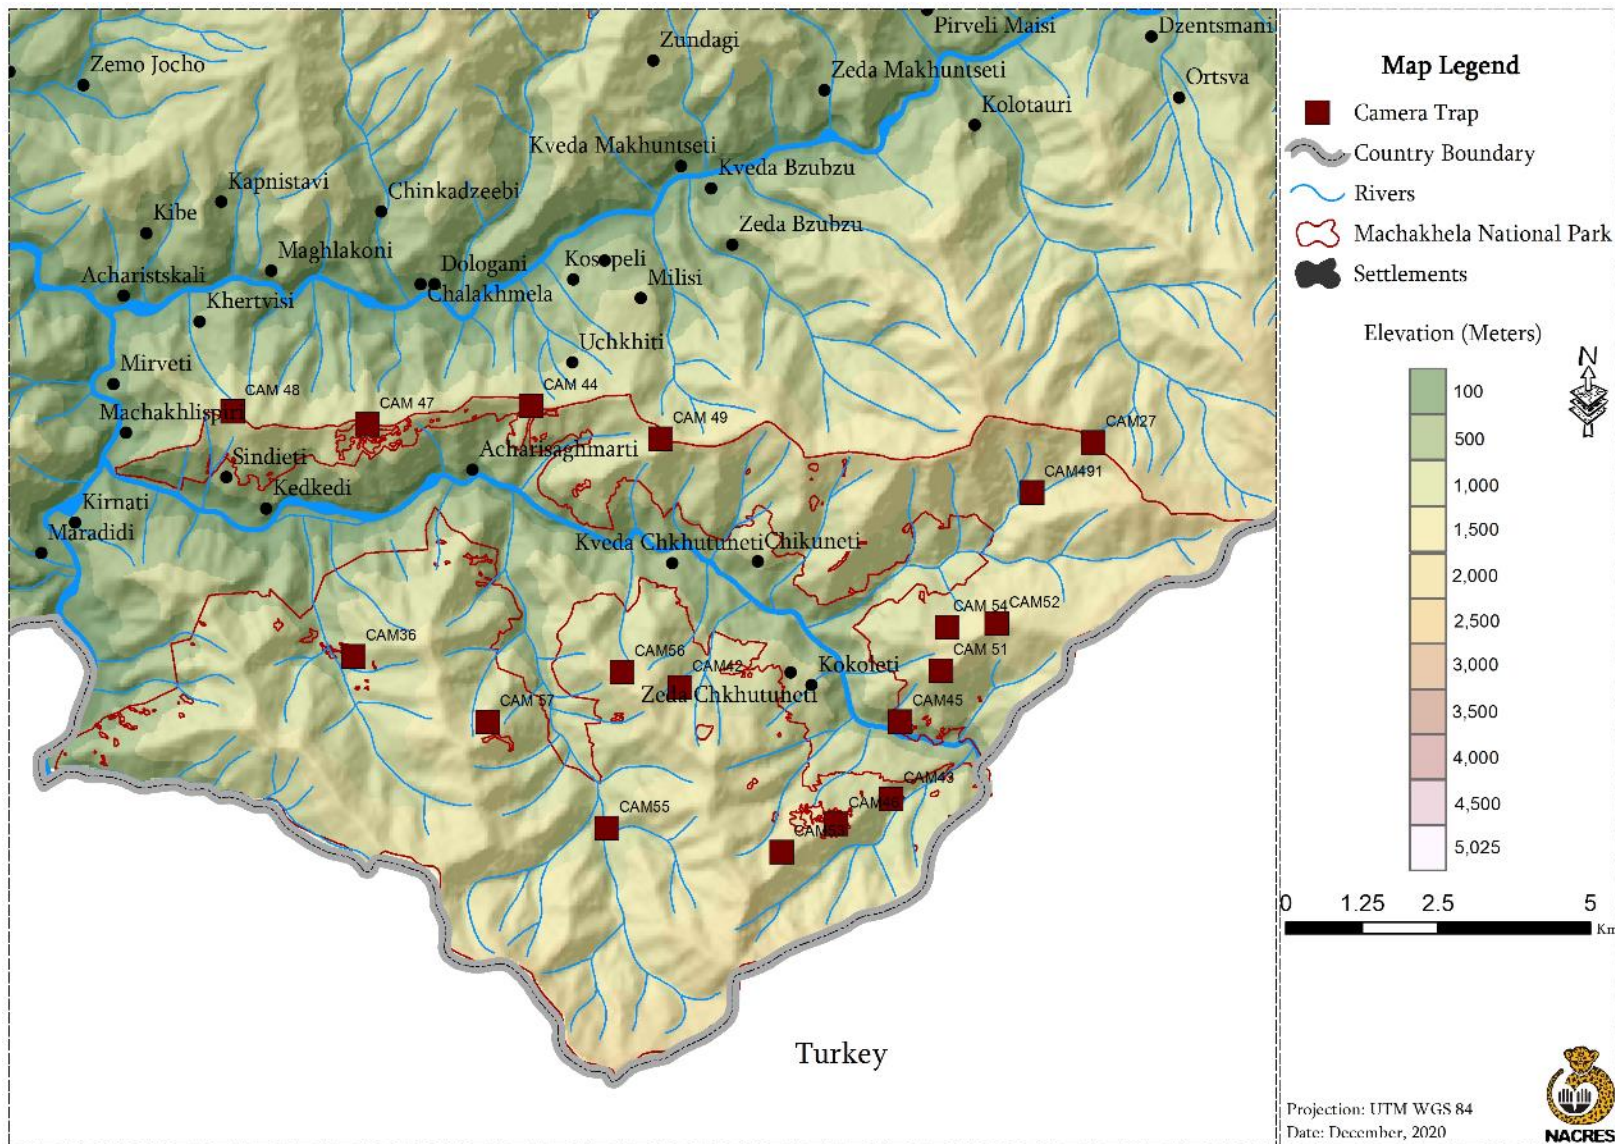 Pirveli Maisi
Dzentsmani
Zundagi
Zemo Jocho
Zeda Makhuntseti
Ortsva
Kolotauri
Kveda Makhuntseti
Kveda Bzubzu
Kapnistavi
Chinkadzeebi
Kibe
Zeda Bzubzu
Maghlakoni
Dologani
Kosopeli
Acharistskali
Milisi
Chalakhmela
Khertvisi
Uchkhiti
Mirveti
CAM 48
CAM 44
CAM 47
Machakhlispiri
CAM 49
CAM27
Acharisaghmarti
Sindieti
CAM491
Kedkedi
Kirnati
Maradidi
Kveda Chkhutuneti
Chikuneti
CAM 54
CAM52
CAM36
CAM56
CAM42
CAM 51
Kokoleti
Zeda Chkhutuneti
CAM 57
CAM45
CAM43
CAM55
Turkey
Map Legend
Camera Trap
Country Boundary
Rivers
Machakhela National Park
Settlements
Elevation (Meters)
N
100
500
1,000
1,500
2,000
2,500
3,000
3,500
4,000
4,500
5,025
0 1.25 2.5 5
Km
Projection: UTM WGS 84
Date: December, 2020
NACRES